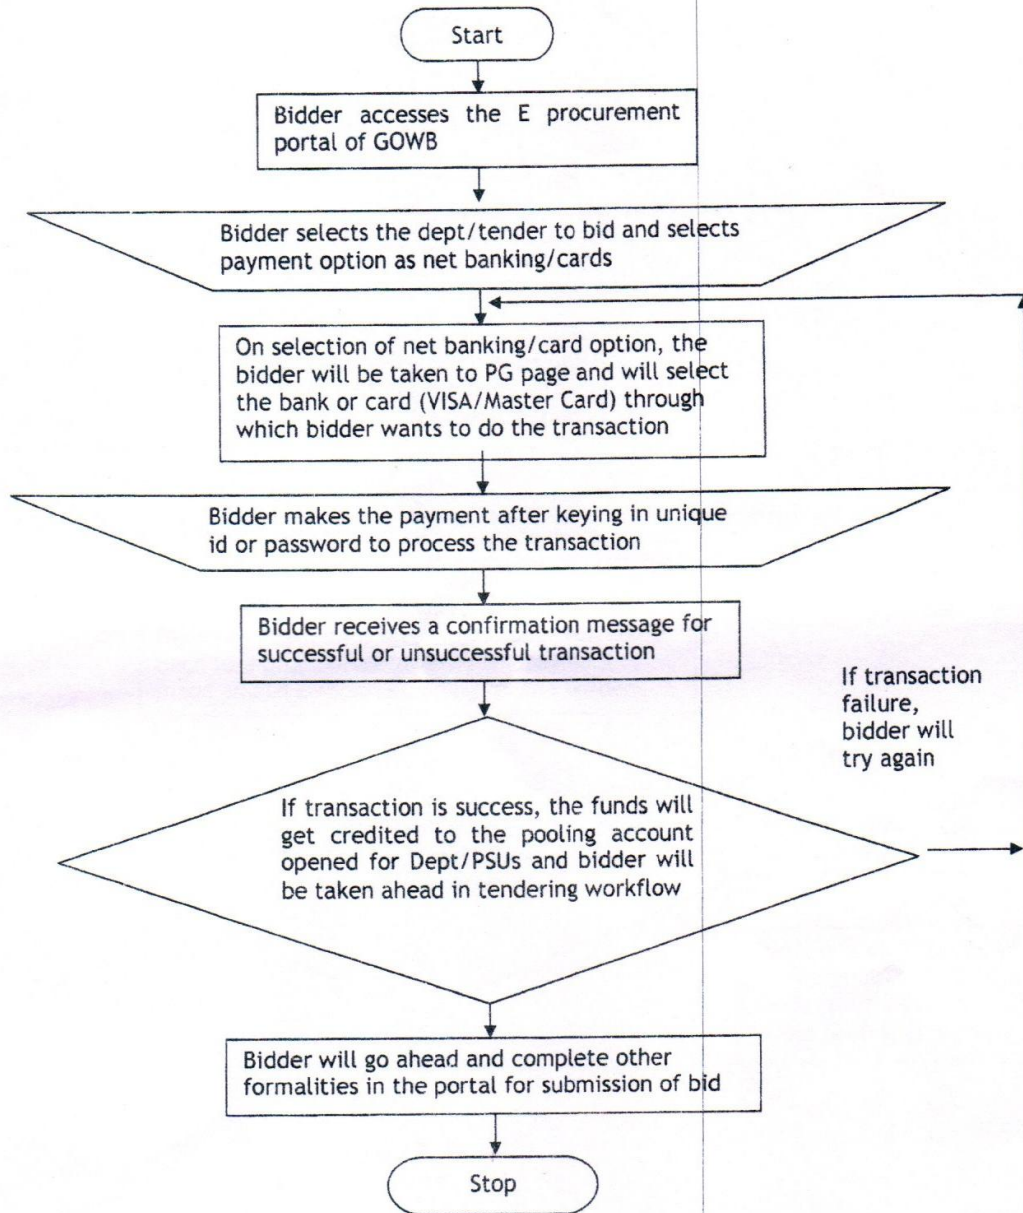 Start
Bidder accesses the E procurement
portal of GOWB
Bidder selects the dept/tender to bid and selects
payment option as net banking/cards
On selection of net banking/card option, the
bidder will be taken to PG page and will select
the bank or card (VISA/Master Card) through
which bidder wants to do the transaction
Bidder makes the payment after keying in unique
id or password to process the transaction
Bidder receives a confirmation message for
successful or unsuccessful transaction
If transaction
failure,
bidder will
try again
If transaction is success, the funds will
get credited to the pooling account
opened for Dept/PSUs and bidder will
be taken ahead in tendering workflow
Bidder will go ahead and complete other
formalities in the portal for submission of bid
Stop